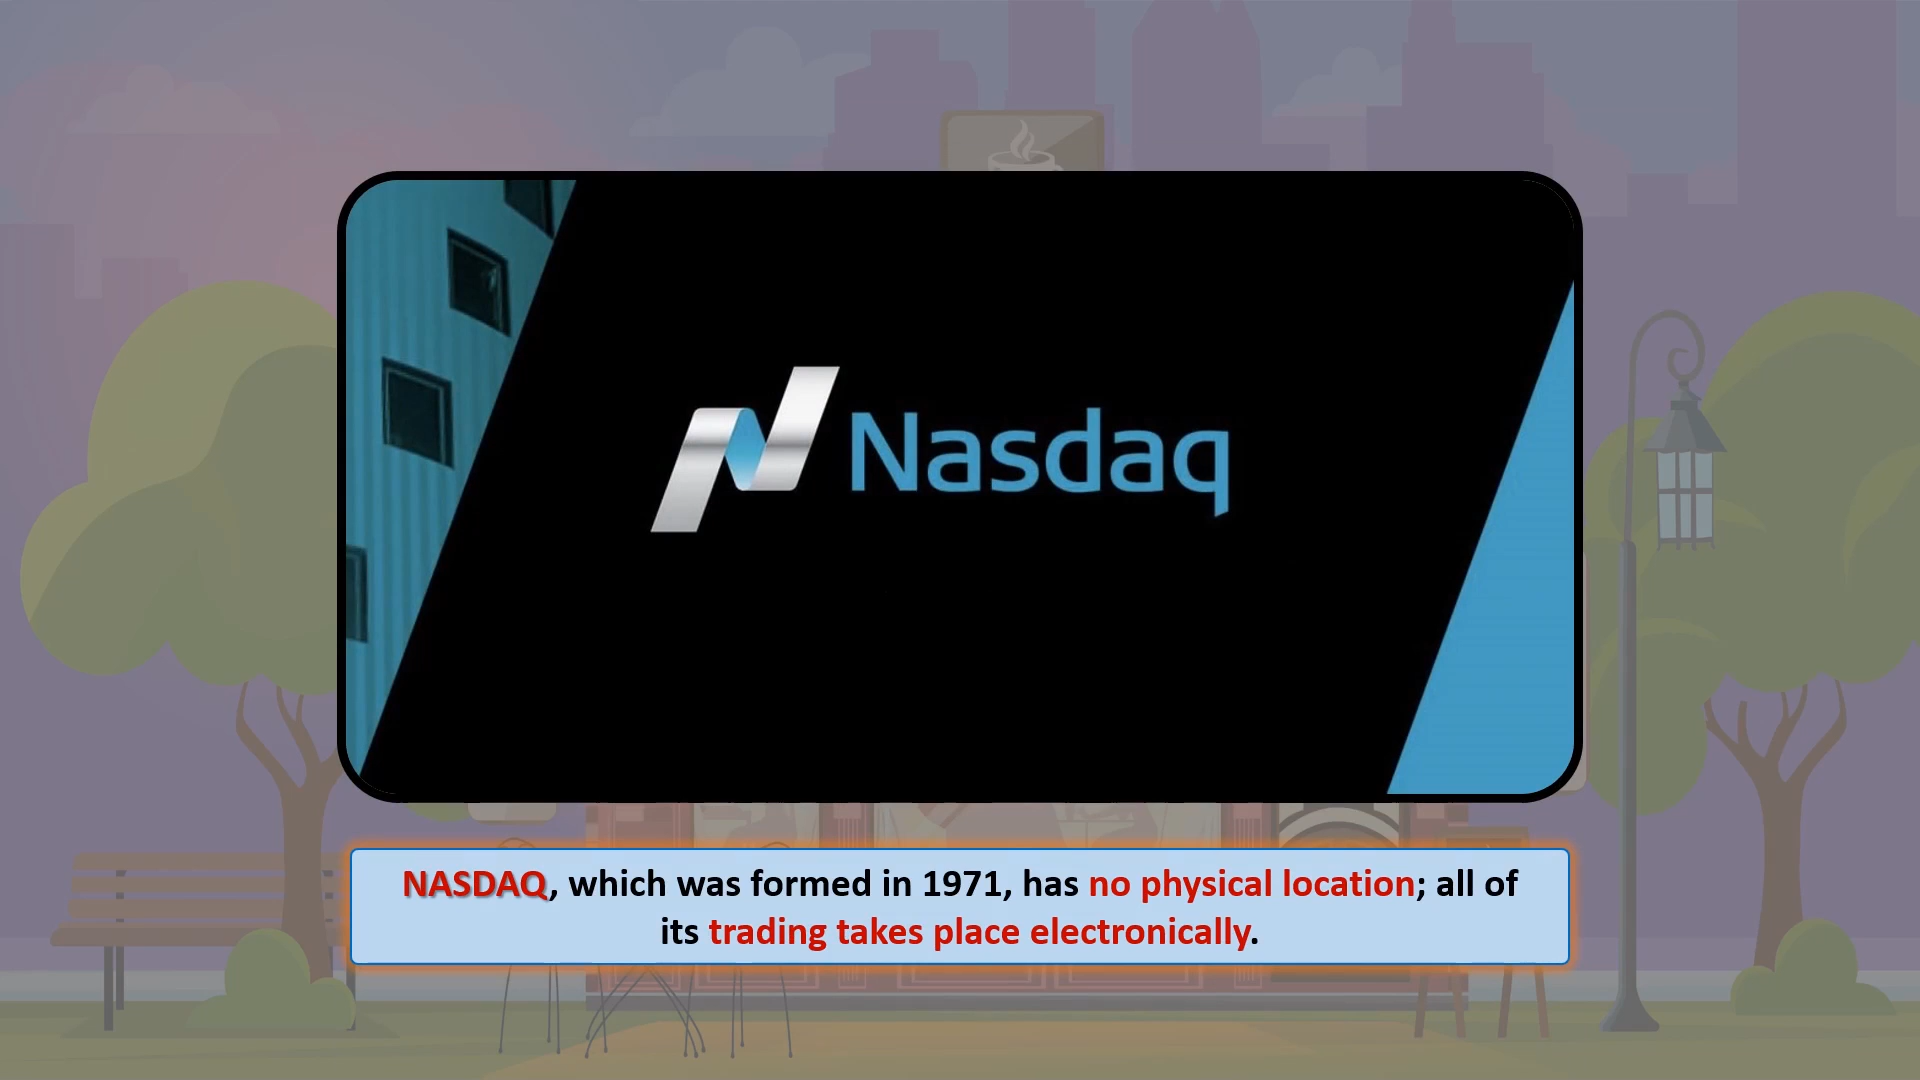 Nasdaq
NASDAQ, which was formed in 1971, has no physical location; all of
its trading takes place electronically.